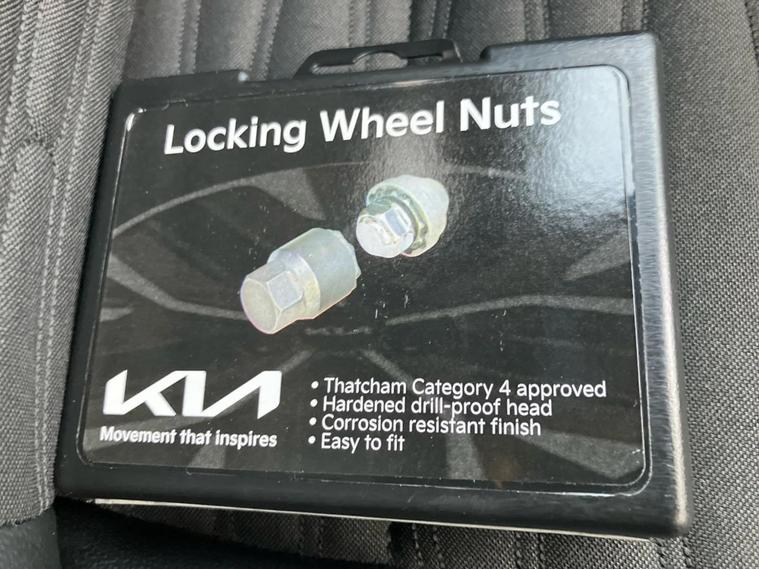 Locking Wheel Nuts
KIA
Movement that inspires
• Thatcham Category 4 approved
• Hardened drill-proof head
• Corrosion resistant finish
• Easy to fit